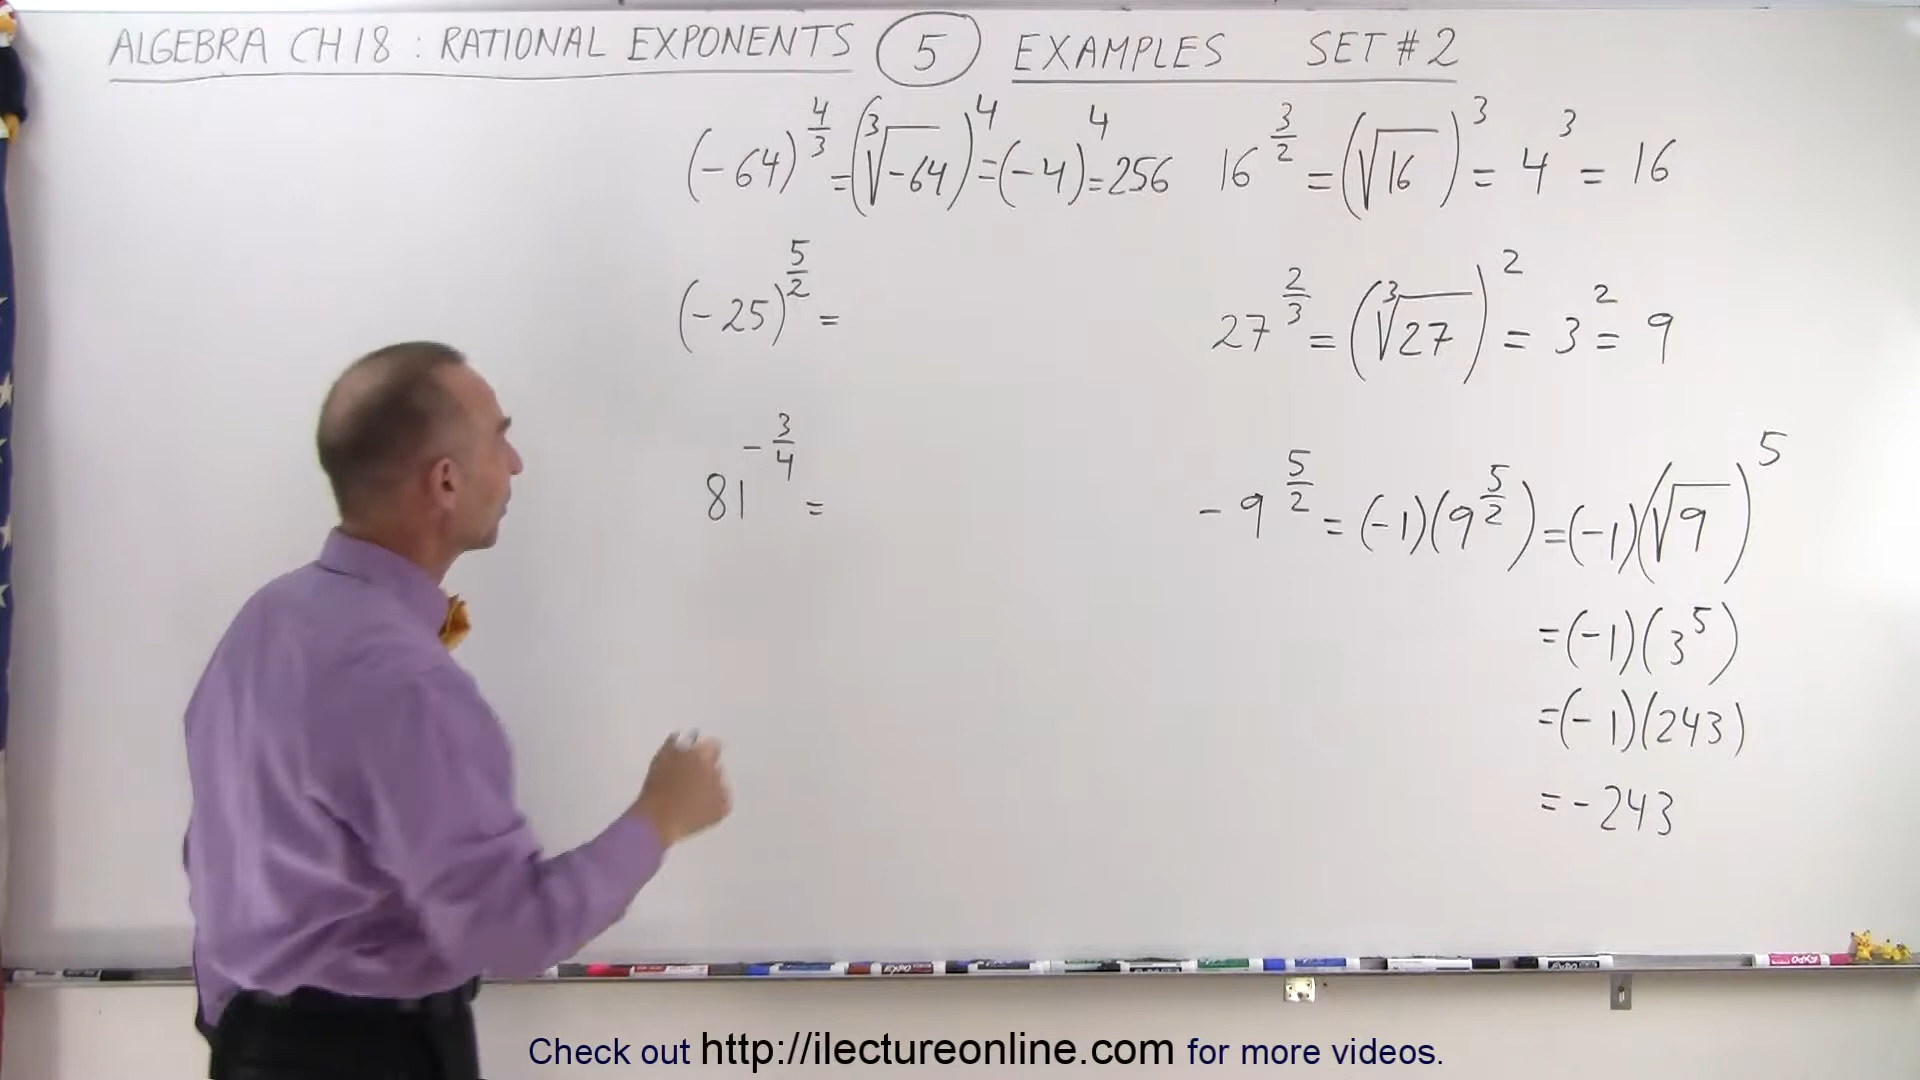 ALGEBRA CH 18 : RATIONAL EXPONENTS 5 EXAMPLES SET # 2
(-64)^(4/3) = (∛-64)^4 = (-4)^4 = 256
16^(3/2) = (√16)^3 = 4^3 = 16
(-25)^(5/2) =
27^(2/3) = (∛27)^2 = 3^2 = 9
81^(-3/4) =
-9^(5/2) = (-1)(9^(5/2)) = (-1)(√9)^5
= (-1)(3^5)
= (-1)(243)
= -243
Check out http://ilectureonline.com for more videos.